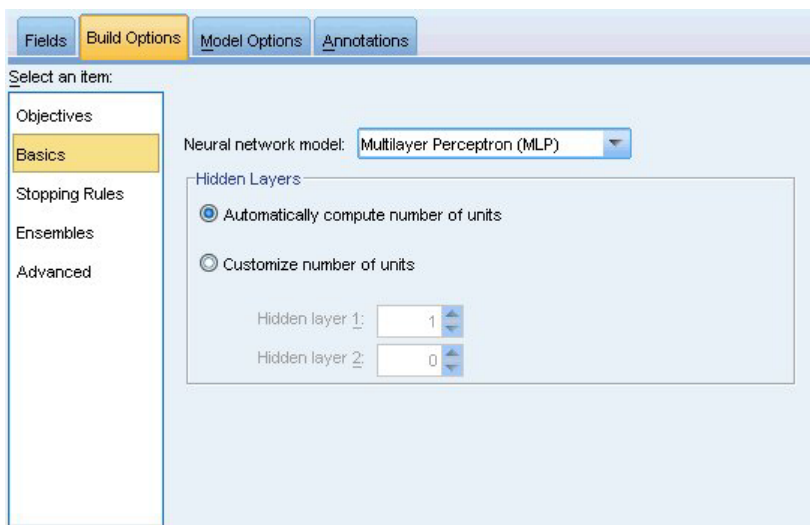 Fields Build Options Model Options Annotations
Select an item:
Objectives
Basics
Stopping Rules
Ensembles
Advanced
Neural network model: Multilayer Perceptron (MLP)
Hidden Layers
Automatically compute number of units
Customize number of units
Hidden layer 1: 1
Hidden layer 2: 0